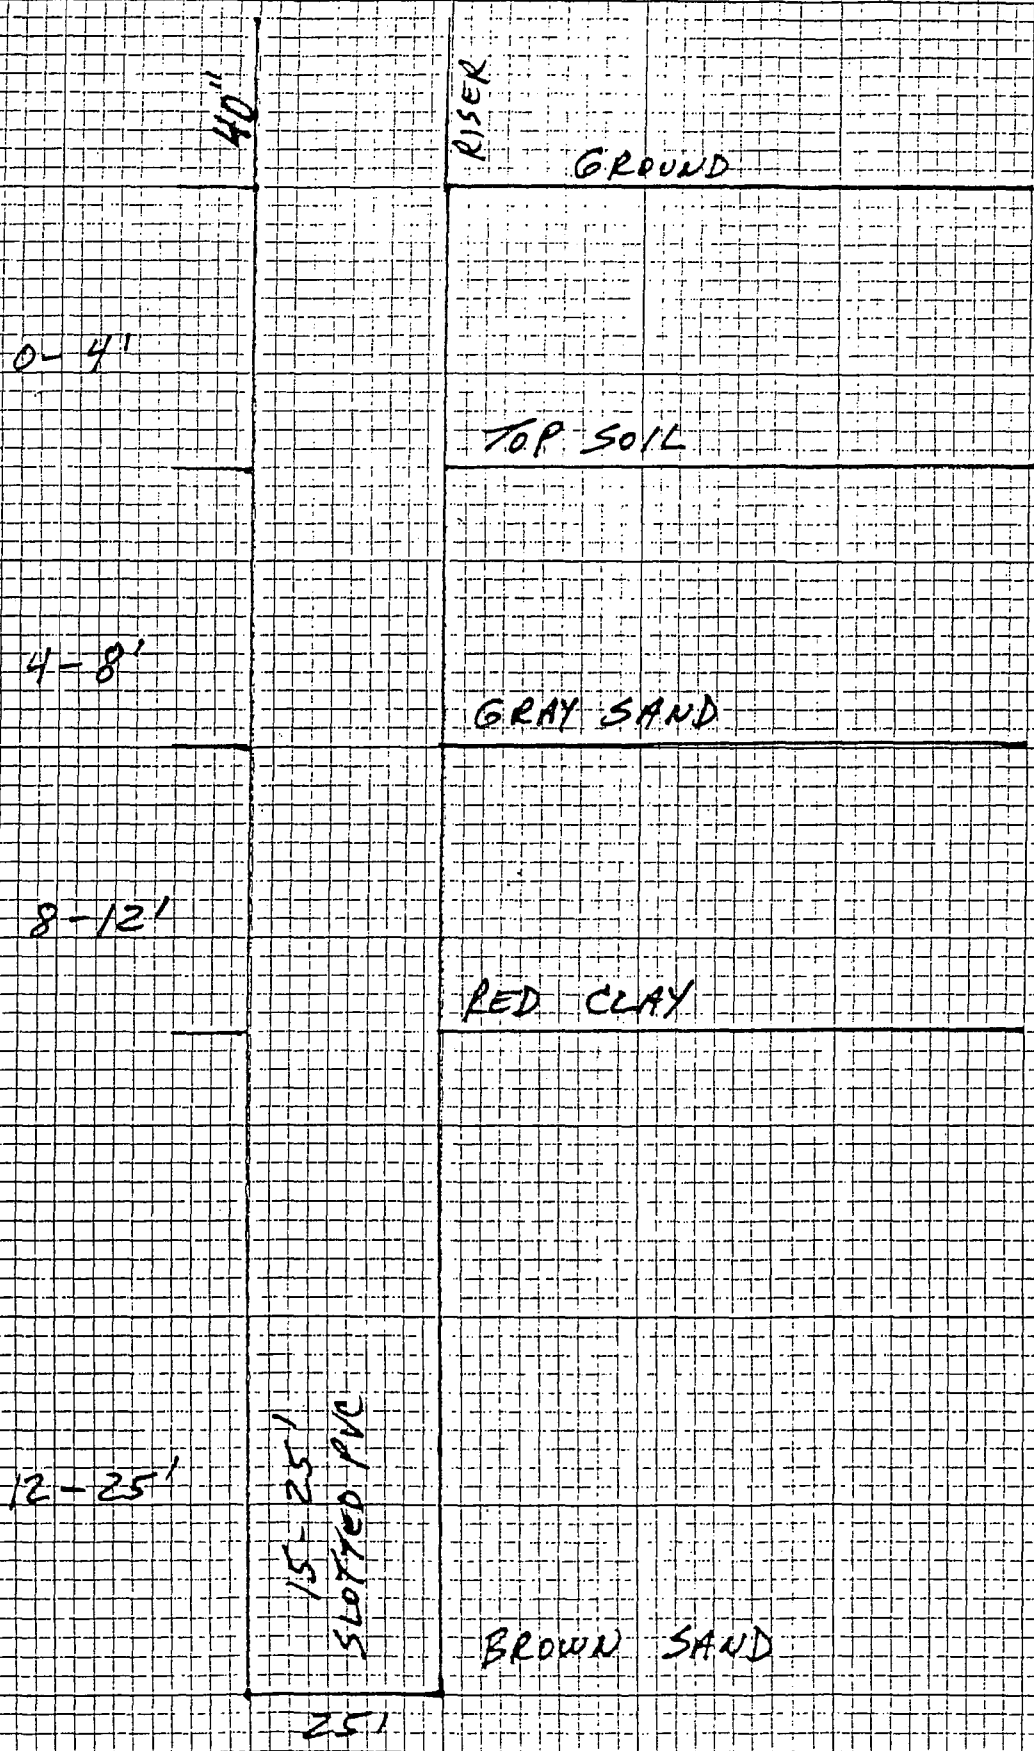 40"
RISER
GROUND
0-4'
TOP SOIL
4-8'
GRAY SAND
8-12'
RED CLAY
12-25'
15-25'
SLOTTED PVC
BROWN SAND
25'